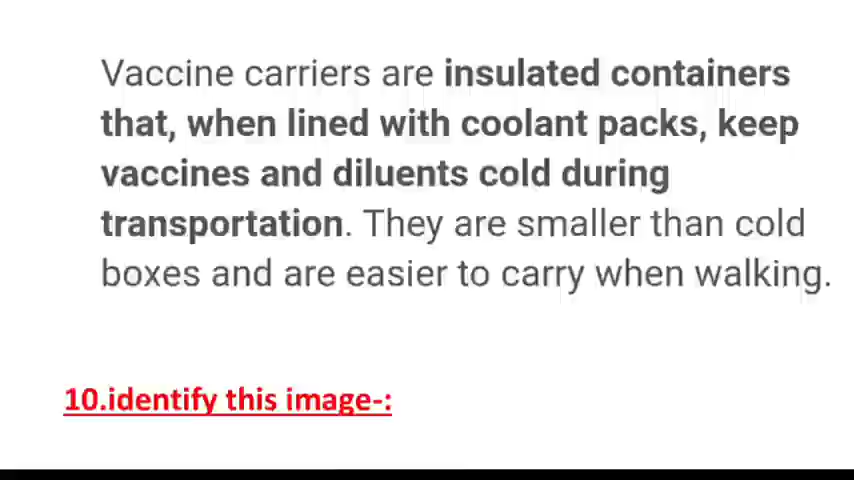 Vaccine carriers are insulated containers
that, when lined with coolant packs, keep
vaccines and diluents cold during
transportation. They are smaller than cold
boxes and are easier to carry when walking.
10.identify this image-: